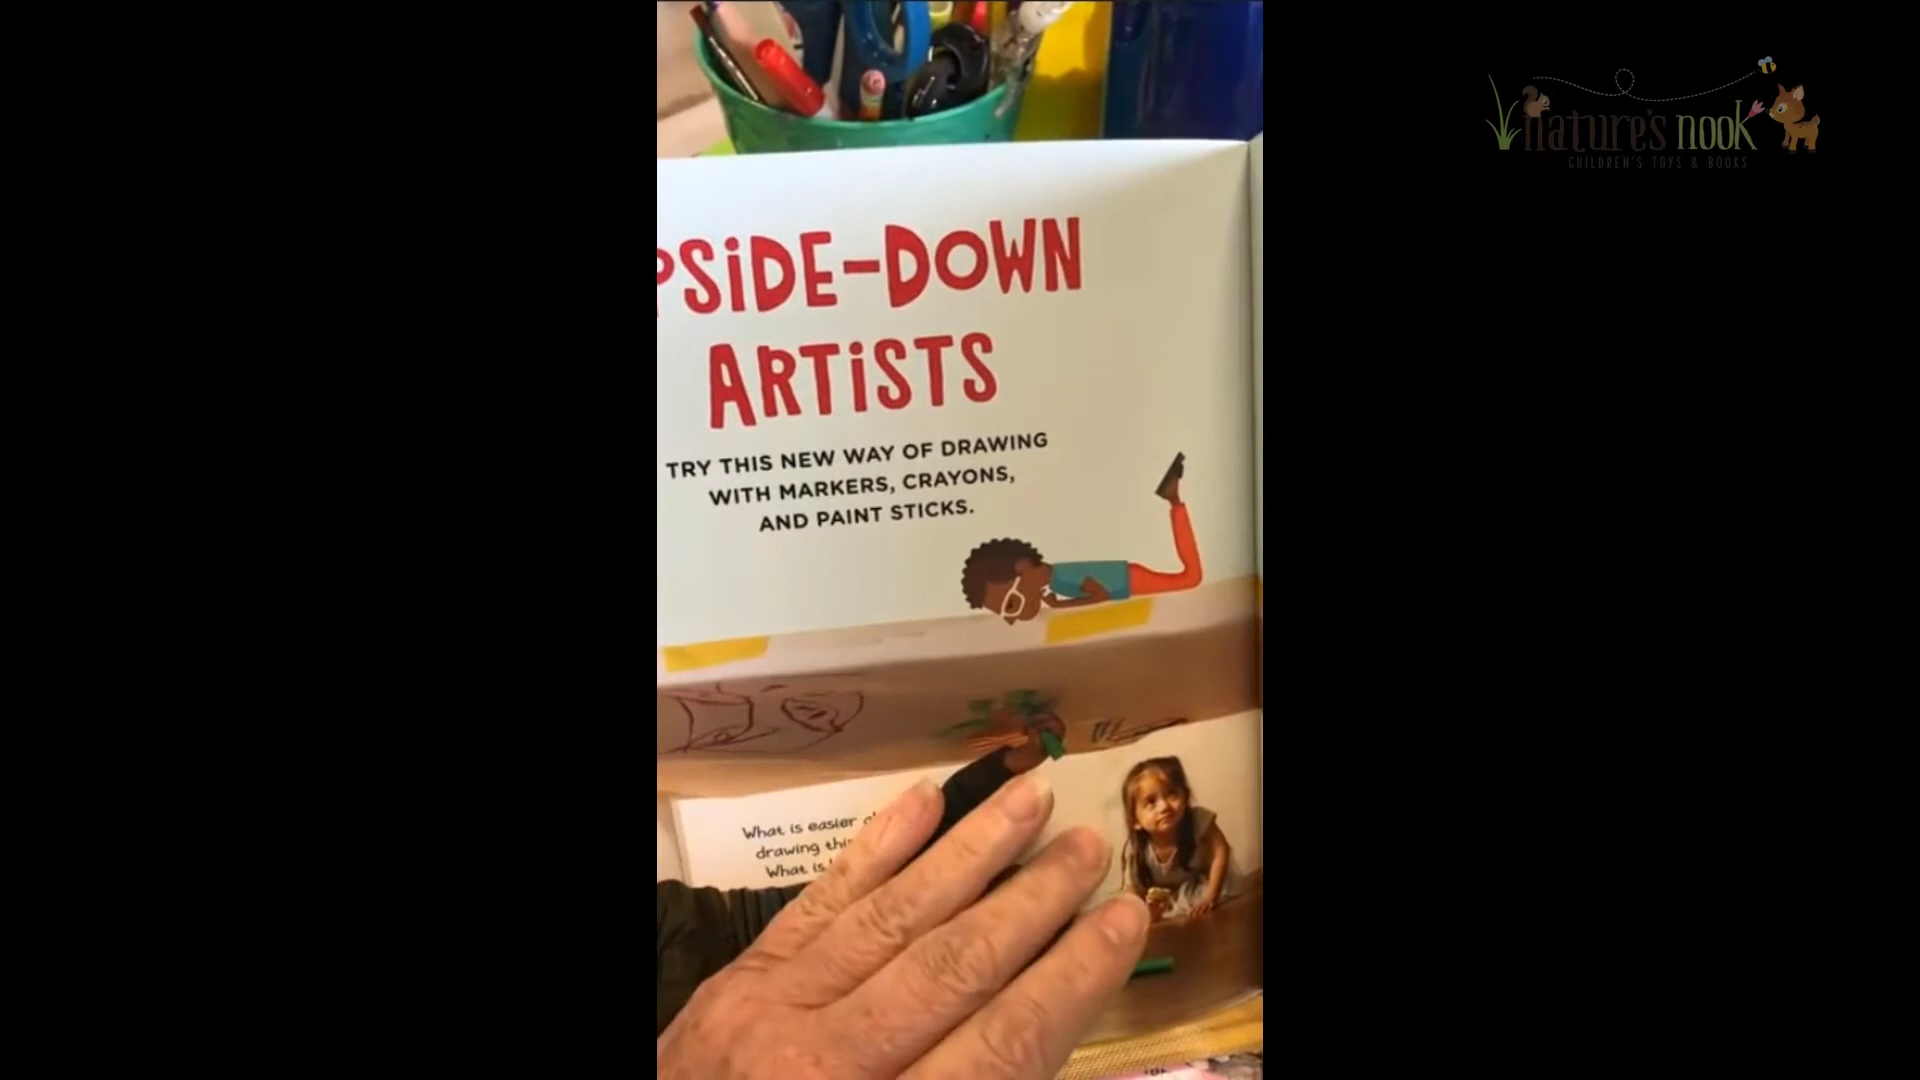 nature's nook
CHILDREN'S TOYS & BOOKS
PSiDE-DOWN
ARTiSTS
TRY THIS NEW WAY OF DRAWING
WITH MARKERS, CRAYONS,
AND PAINT STICKS.
What is easier
drawing this
What is